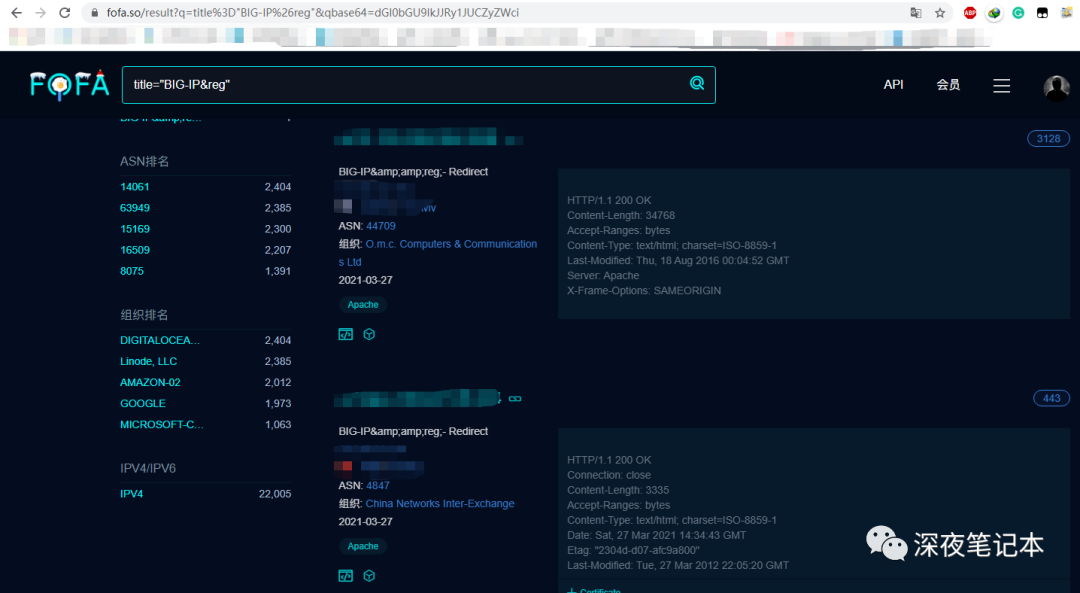 fofa.so/result?q=title%3D"BIG-IP%26reg"&qbase64=dGl0bGU9IkJJRy1JUCZyZWci
FOFA
title="BIG-IP&reg"
API
会员
ASN排名
14061 2,404
63949 2,385
15169 2,300
16509 2,207
8075 1,391
组织排名
DIGITALOCEA... 2,404
Linode, LLC 2,385
AMAZON-02 2,012
GOOGLE 1,973
MICROSOFT-C... 1,063
IPV4/IPV6
IPV4 22,005
3128
BIG-IP&amp;amp;reg;- Redirect
ASN: 44709
组织: O.m.c. Computers & Communication
s Ltd
2021-03-27
Apache
HTTP/1.1 200 OK
Content-Length: 34768
Accept-Ranges: bytes
Content-Type: text/html; charset=ISO-8859-1
Last-Modified: Thu, 18 Aug 2016 00:04:52 GMT
Server: Apache
X-Frame-Options: SAMEORIGIN
443
BIG-IP&amp;amp;reg;- Redirect
ASN: 4847
组织: China Networks Inter-Exchange
2021-03-27
Apache
HTTP/1.1 200 OK
Connection: close
Content-Length: 3335
Accept-Ranges: bytes
Content-Type: text/html; charset=ISO-8859-1
Date: Sat, 27 Mar 2021 14:34:43 GMT
Etag: "2304d-d07-afc9a800"
Last-Modified: Tue, 27 Mar 2012 22:05:20 GMT
Certificate
深夜笔记本